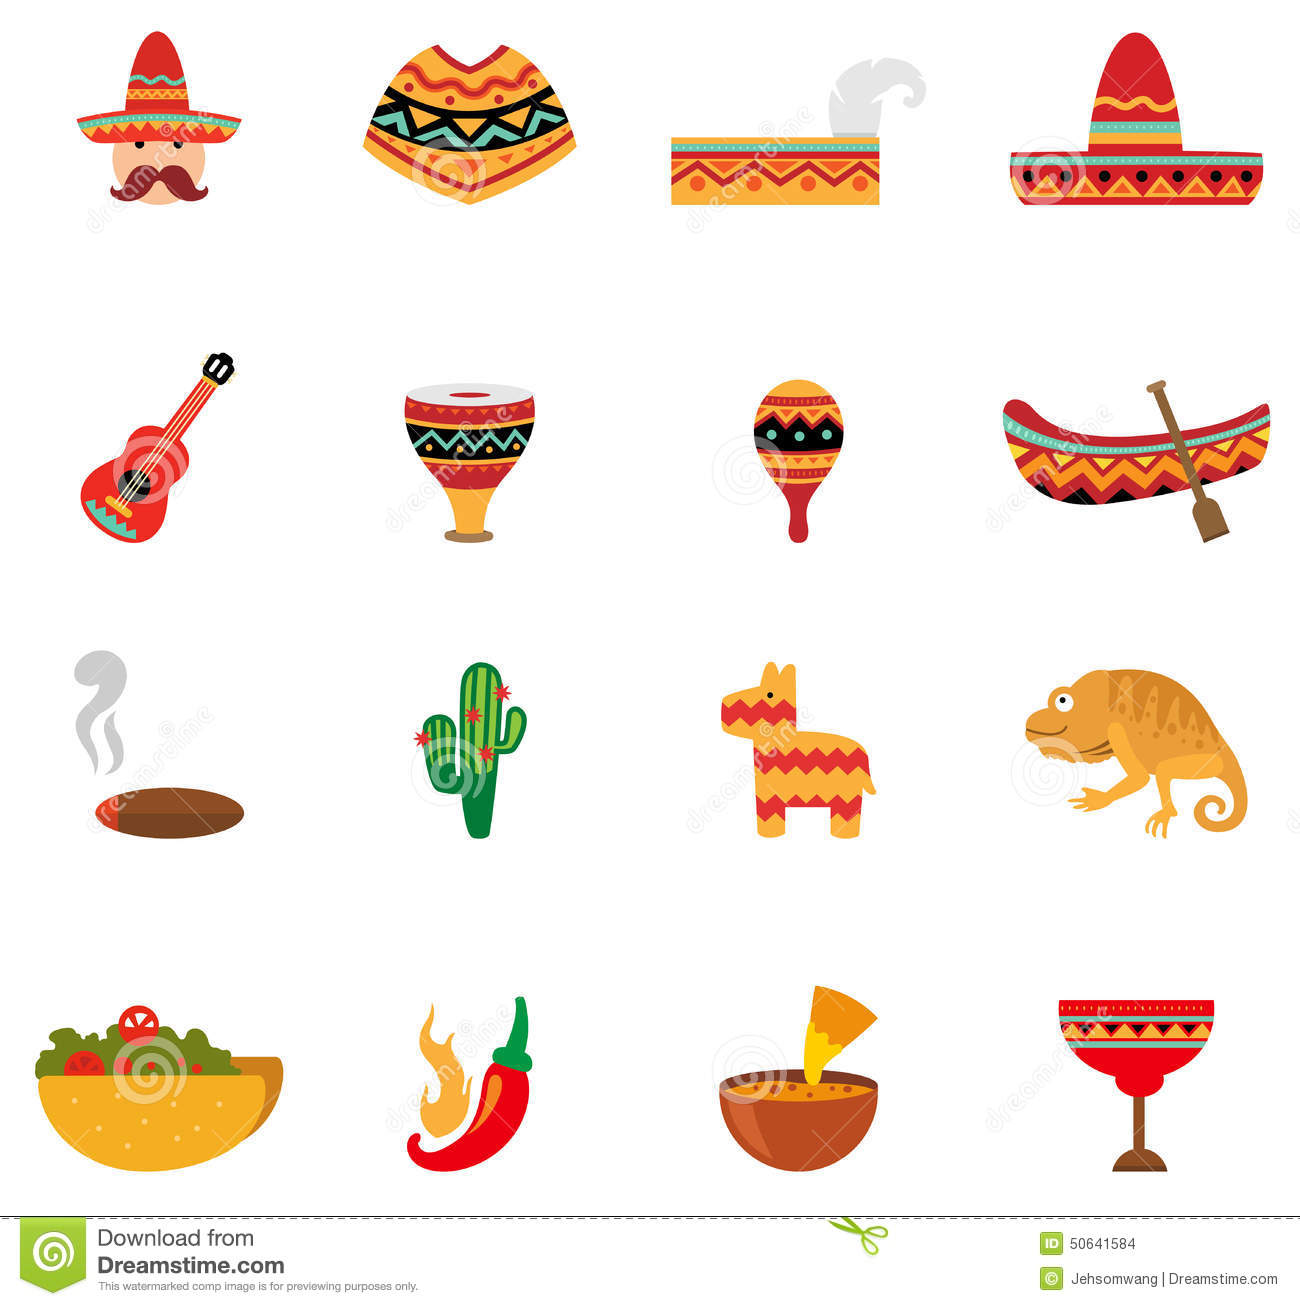 Download from
Dreamstime.com
This watermarked comp image is for previewing purposes only.
ID 50641584
© Jehsomwang | Dreamstime.com